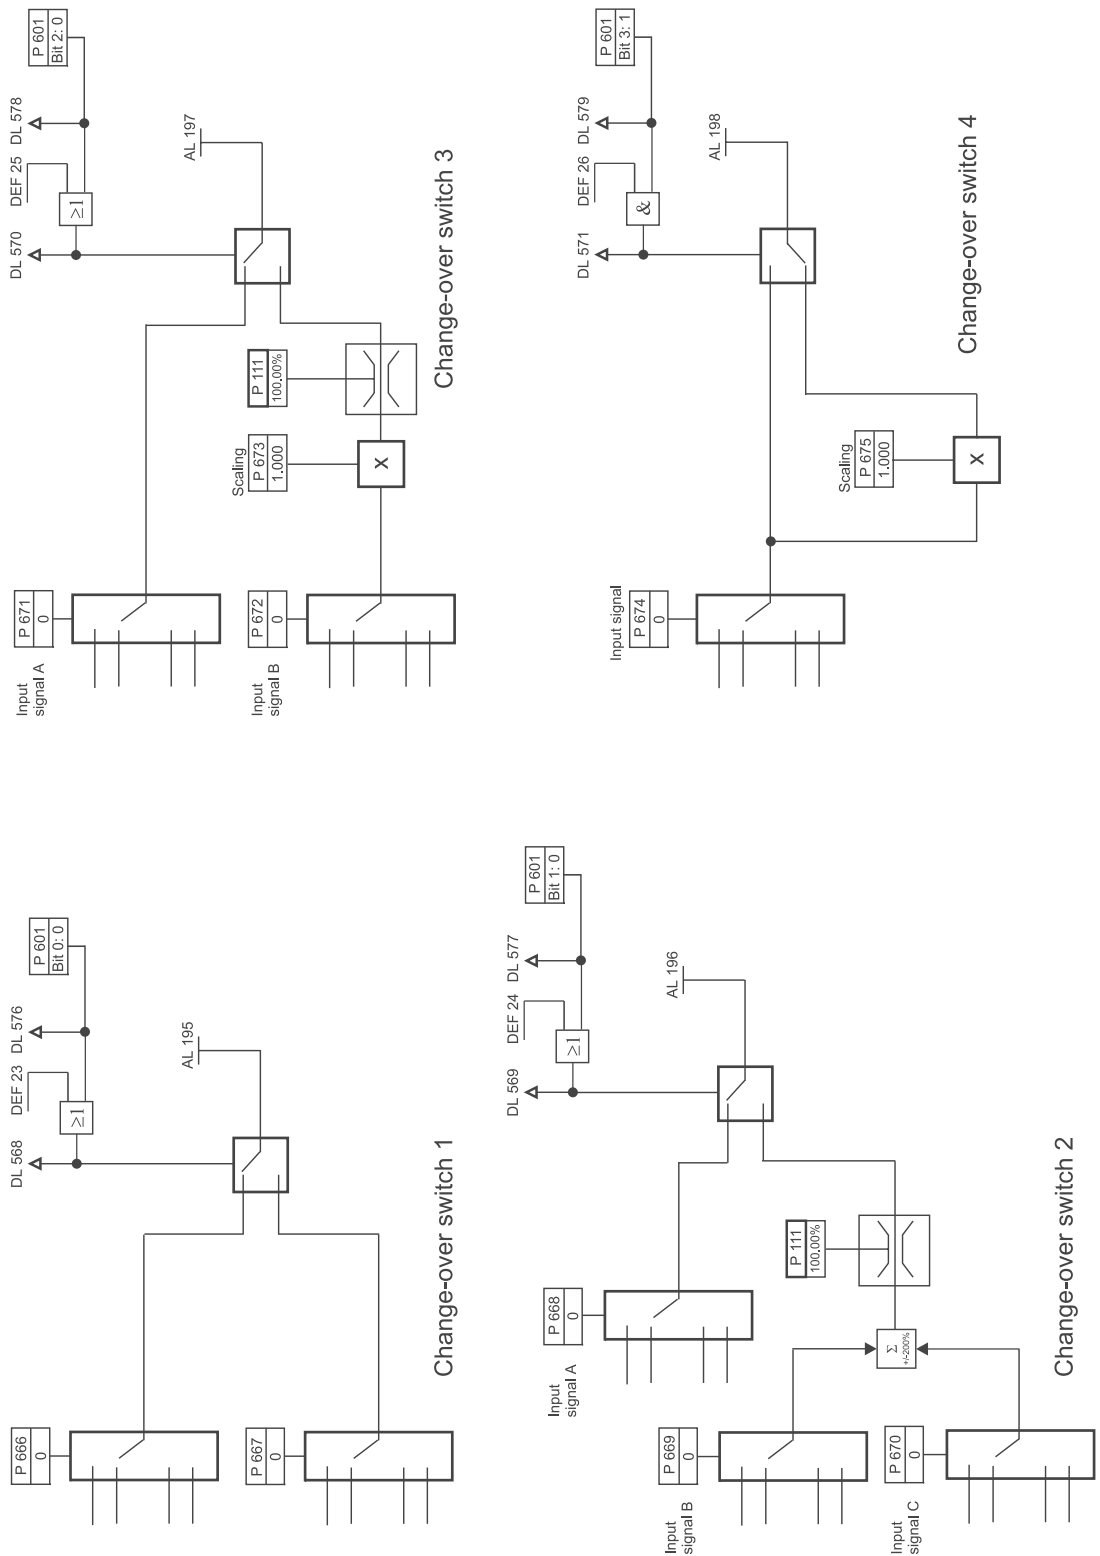 P 666
0
P 667
0
DL 568
DEF 23
DL 576
P 601
Bit 0: 0
≥1
AL 195
Change-over switch 1
Input
signal A
P 671
0
Input
signal B
P 672
0
Scaling
P 673
1.000
X
P 111
100.00%
DL 570
DEF 25
DL 578
P 601
Bit 2: 0
≥1
AL 197
Change-over switch 3
Input
signal A
P 668
0
Input
signal B
P 669
0
Input
signal C
P 670
0
Σ
+/-200%
P 111
100.00%
DL 569
DEF 24
DL 577
P 601
Bit 1: 0
≥1
AL 196
Change-over switch 2
Input signal
P 674
0
Scaling
P 675
1.000
X
DL 571
DEF 26
DL 579
P 601
Bit 3: 1
&
AL 198
Change-over switch 4